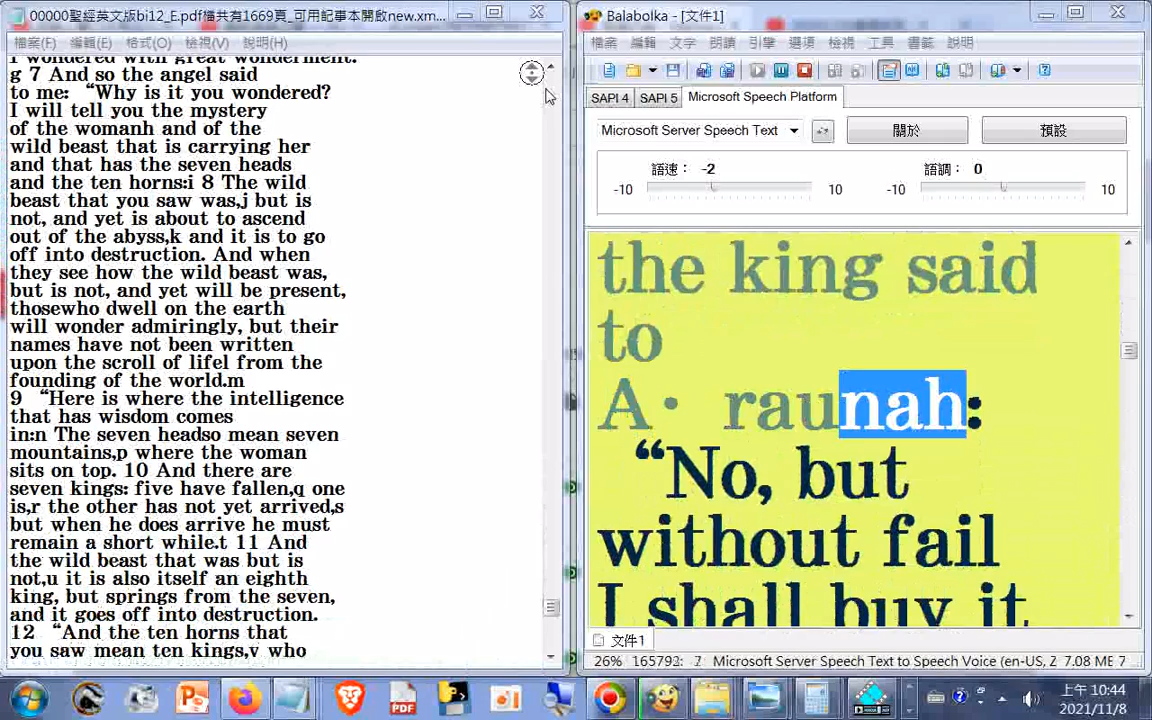 00000聖經英文版bi12_E.pdf檔共有1669頁_可用記事本開啟new.xm...
檔案(F) 編輯(E) 格式(O) 檢視(V) 說明(H)
I wondered with great wonderment.
g 7 And so the angel said
to me: “Why is it you wondered?
I will tell you the mystery
of the womanh and of the
wild beast that is carrying her
and that has the seven heads
and the ten horns:i 8 The wild
beast that you saw was,j but is
not, and yet is about to ascend
out of the abyss,k and it is to go
off into destruction. And when
they see how the wild beast was,
but is not, and yet will be present,
thosewho dwell on the earth
will wonder admiringly, but their
names have not been written
upon the scroll of lifel from the
founding of the world.m
9 “Here is where the intelligence
that has wisdom comes
in:n The seven headso mean seven
mountains,p where the woman
sits on top. 10 And there are
seven kings: five have fallen,q one
is,r the other has not yet arrived,s
but when he does arrive he must
remain a short while.t 11 And
the wild beast that was but is
not,u it is also itself an eighth
king, but springs from the seven,
and it goes off into destruction.
12 “And the ten horns that
you saw mean ten kings,v who
Balabolka - [文件1]
檔案 編輯 文字 朗讀 引擎 選項 檢視 工具 書籤 說明
SAPI 4 SAPI 5 Microsoft Speech Platform
Microsoft Server Speech Text 關於 預設
語速： -2 語調： 0
-10 10 -10 10
the king said
to
A· raunah:
“No, but
without fail
I shall buy it
文件1
26% 165792: 7 Microsoft Server Speech Text to Speech Voice (en-US, Z 7.08 ME 7
上午 10:44
2021/11/8